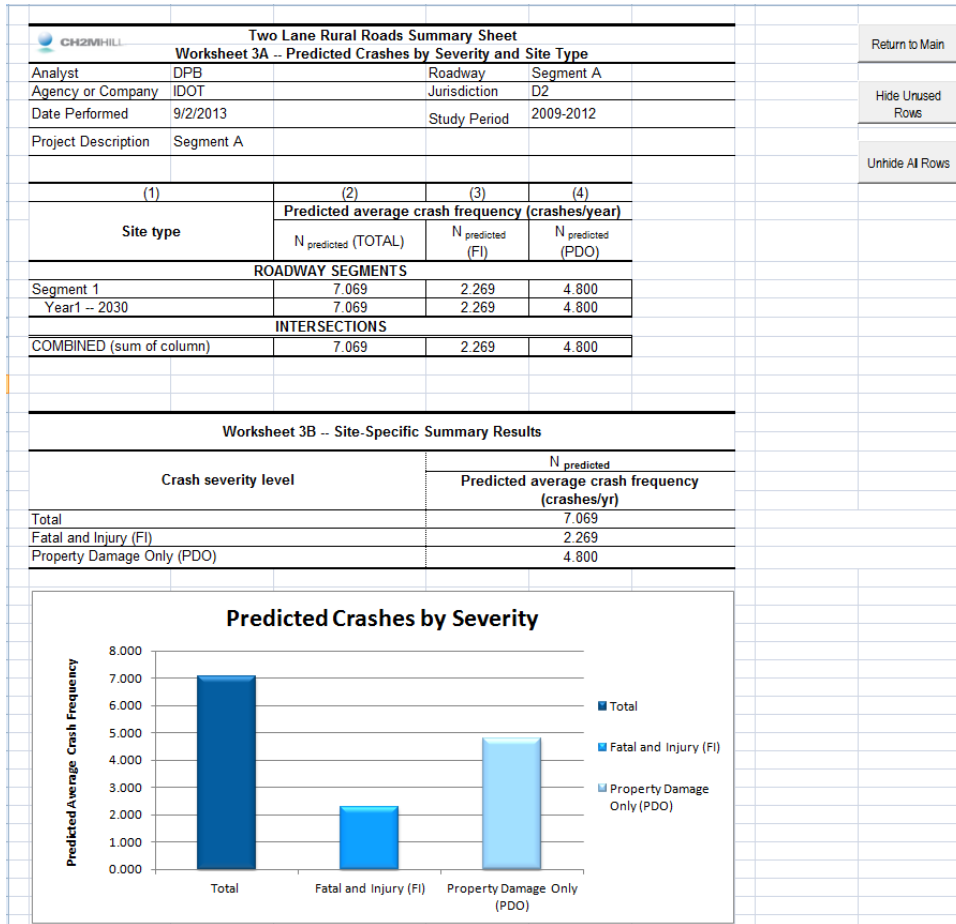 CH2MHILL
Two Lane Rural Roads Summary Sheet
Worksheet 3A -- Predicted Crashes by Severity and Site Type
Return to Main
Analyst DPB Roadway Segment A
Agency or Company IDOT Jurisdiction D2
Hide Unused
Rows
Date Performed 9/2/2013 Study Period 2009-2012
Project Description Segment A
Unhide All Rows
(1) (2) (3) (4)
Site type
Predicted average crash frequency (crashes/year)
N predicted (TOTAL)
N predicted
(FI)
N predicted
(PDO)
ROADWAY SEGMENTS
Segment 1 7.069 2.269 4.800
Year1 -- 2030 7.069 2.269 4.800
INTERSECTIONS
COMBINED (sum of column) 7.069 2.269 4.800
Worksheet 3B -- Site-Specific Summary Results
Crash severity level
N predicted
Predicted average crash frequency
(crashes/yr)
Total 7.069
Fatal and Injury (FI) 2.269
Property Damage Only (PDO) 4.800
Predicted Crashes by Severity
Predicted Average Crash Frequency
8.000
7.000
6.000
5.000
4.000
3.000
2.000
1.000
0.000
Total
Fatal and Injury (FI)
Property Damage Only
(PDO)
Total
Fatal and Injury (FI)
Property Damage
Only (PDO)